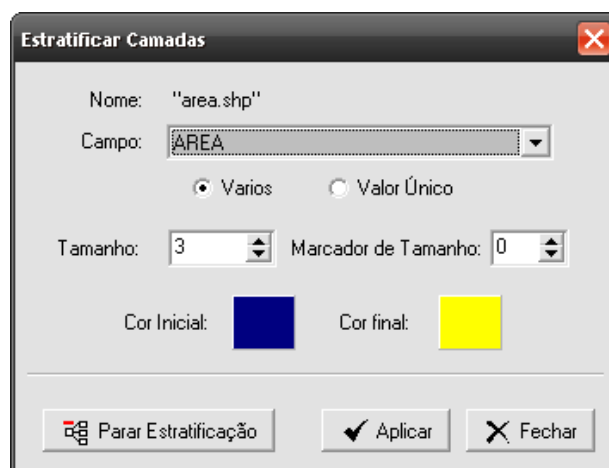 Estratificar Camadas
Nome: "area.shp"
Campo: AREA
Varios Valor Único
Tamanho: 3 Marcador de Tamanho: 0
Cor Inicial: Cor final:
Parar Estratificação Aplicar Fechar